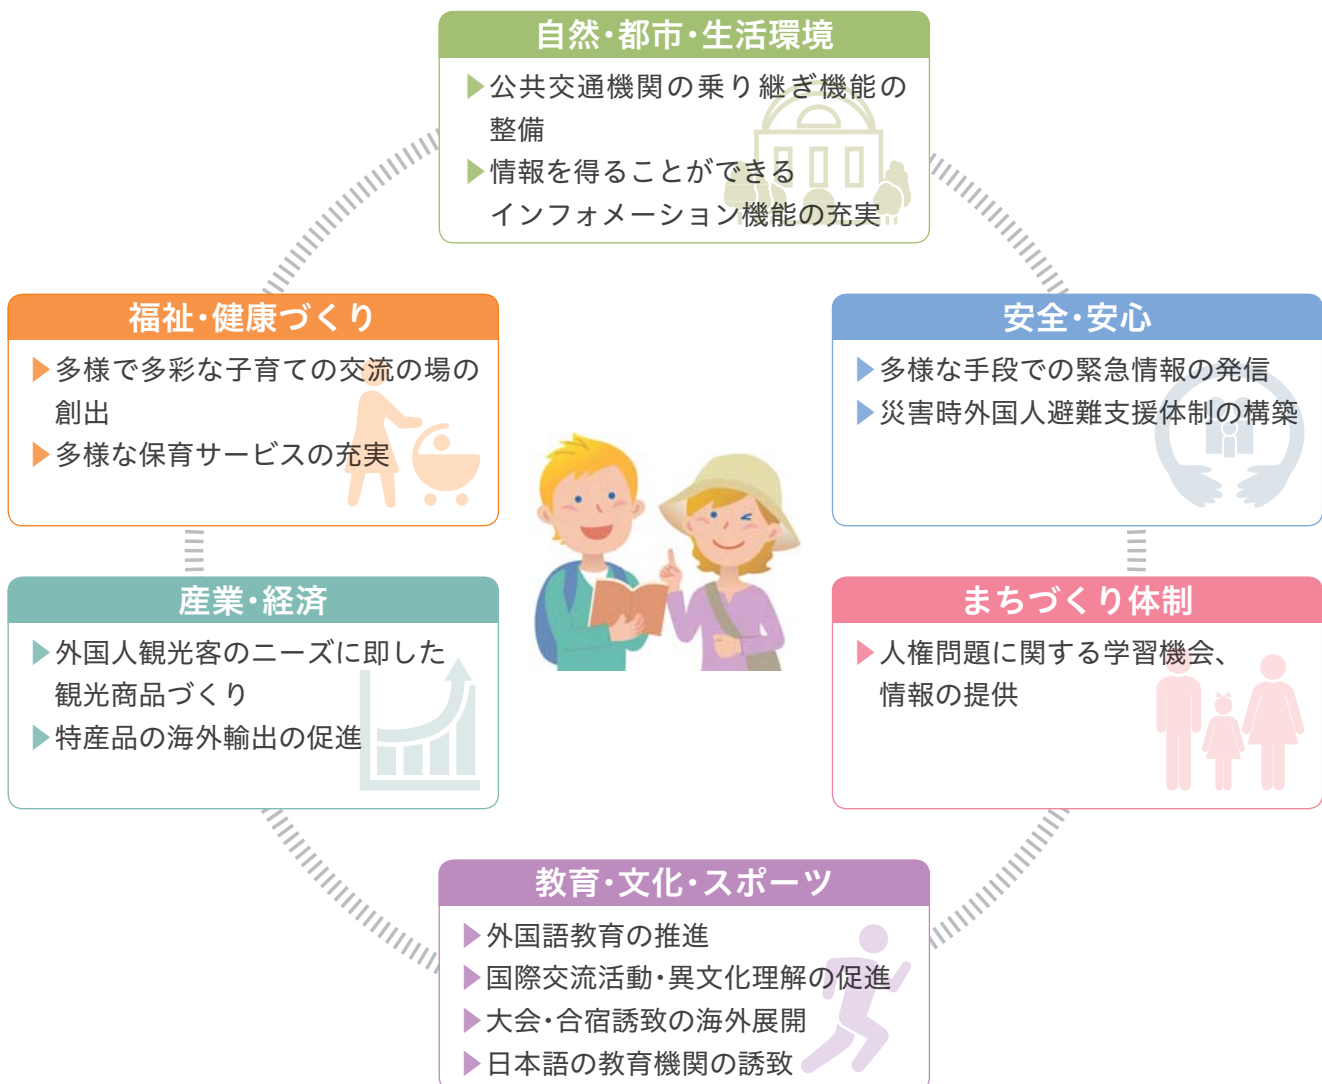 自然・都市・生活環境
▶公共交通機関の乗り継ぎ機能の
整備
▶情報を得ることができる
インフォメーション機能の充実
福祉・健康づくり
▶多様で多彩な子育ての交流の場の
創出
▶多様な保育サービスの充実
安全・安心
▶多様な手段での緊急情報の発信
▶災害時外国人避難支援体制の構築
産業・経済
▶外国人観光客のニーズに即した
観光商品づくり
▶特産品の海外輸出の促進
まちづくり体制
▶人権問題に関する学習機会、
情報の提供
教育・文化・スポーツ
▶外国語教育の推進
▶国際交流活動・異文化理解の促進
▶大会・合宿誘致の海外展開
▶日本語の教育機関の誘致